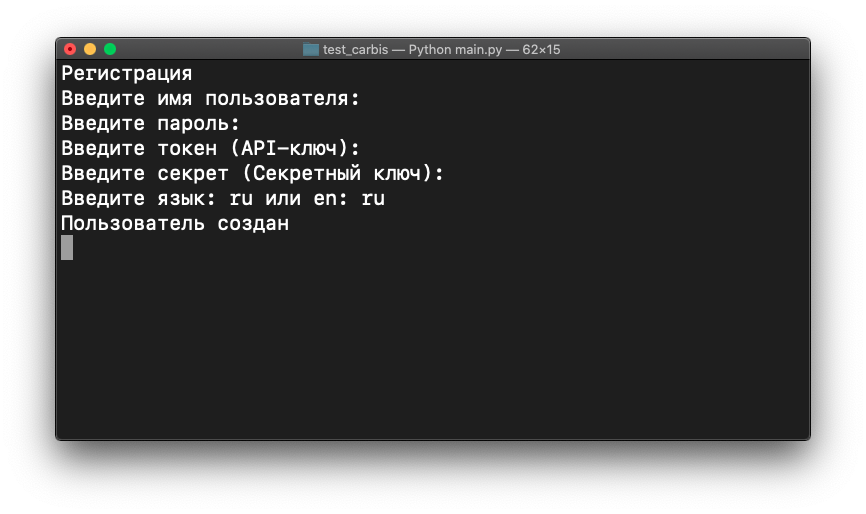 test_carbis — Python main.py — 62×15
Регистрация
Введите имя пользователя:
Введите пароль:
Введите токен (API-ключ):
Введите секрет (Секретный ключ):
Введите язык: ru или en: ru
Пользователь создан